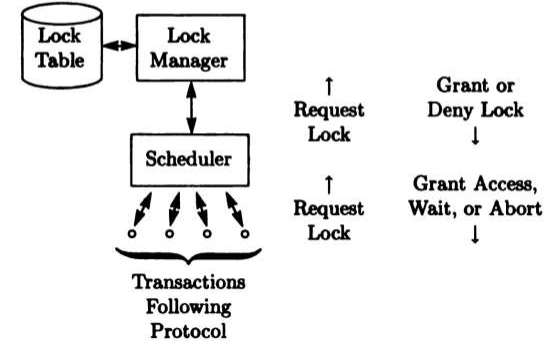 Lock
Table
Lock
Manager
↑
Request
Lock
Grant or
Deny Lock
↓
Scheduler
↑
Request
Lock
Grant Access,
Wait, or Abort
↓
Transactions
Following
Protocol